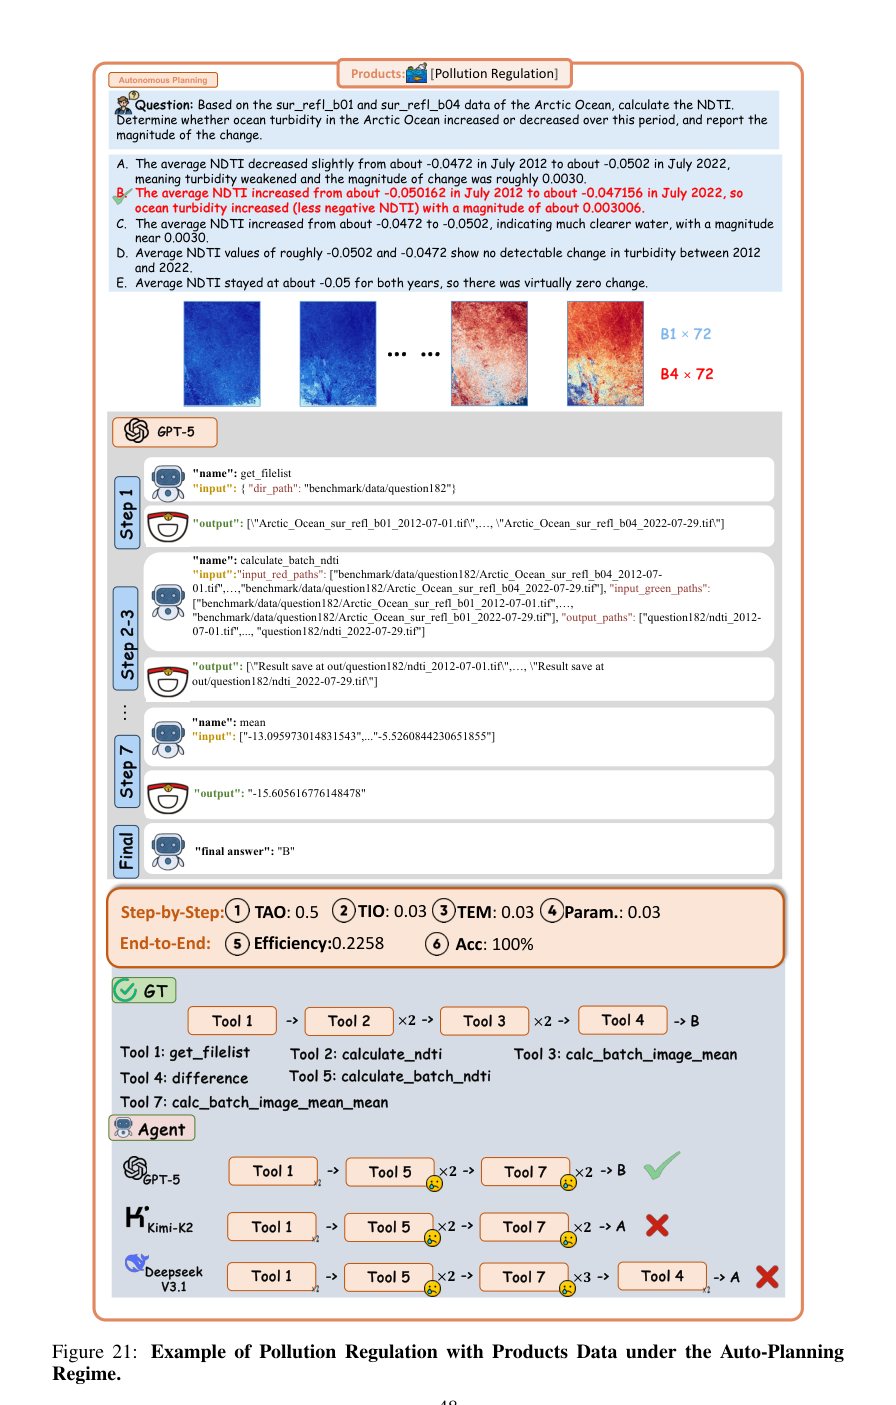 Autonomous Planning
Products: [Pollution Regulation]
Question: Based on the sur_refl_b01 and sur_refl_b04 data of the Arctic Ocean, calculate the NDTI.
Determine whether ocean turbidity in the Arctic Ocean increased or decreased over this period, and report the
magnitude of the change.
A. The average NDTI decreased slightly from about -0.0472 in July 2012 to about -0.0502 in July 2022,
meaning turbidity weakened and the magnitude of change was roughly 0.0030.
B. The average NDTI increased from about -0.050162 in July 2012 to about -0.047156 in July 2022, so
ocean turbidity increased (less negative NDTI) with a magnitude of about 0.003006.
C. The average NDTI increased from about -0.0472 to -0.0502, indicating much clearer water, with a magnitude
near 0.0030.
D. Average NDTI values of roughly -0.0502 and -0.0472 show no detectable change in turbidity between 2012
and 2022.
E. Average NDTI stayed at about -0.05 for both years, so there was virtually zero change.
... ...
B1 × 72
B4 × 72
GPT-5
Step 1
"name": get_filelist
"input": { "dir_path": "benchmark/data/question182"}
"output": [\"Arctic_Ocean_sur_refl_b01_2012-07-01.tif\",…, \"Arctic_Ocean_sur_refl_b04_2022-07-29.tif\"]
Step 2-3
"name": calculate_batch_ndti
"input":"input_red_paths": ["benchmark/data/question182/Arctic_Ocean_sur_refl_b04_2012-07-
01.tif",…,"benchmark/data/question182/Arctic_Ocean_sur_refl_b04_2022-07-29.tif"], "input_green_paths":
["benchmark/data/question182/Arctic_Ocean_sur_refl_b01_2012-07-01.tif",…,
"benchmark/data/question182/Arctic_Ocean_sur_refl_b01_2022-07-29.tif"], "output_paths": ["question182/ndti_2012-
07-01.tif",..., "question182/ndti_2022-07-29.tif"]
"output": [\"Result save at out/question182/ndti_2012-07-01.tif\",…, \"Result save at
out/question182/ndti_2022-07-29.tif\"]
...
Step 7
"name": mean
"input": ["-13.095973014831543",..."-5.5260844230651855"]
"output": "-15.605616776148478"
Final
"final answer": "B"
Step-by-Step: 1 TAO: 0.5 2 TIO: 0.03 3 TEM: 0.03 4 Param.: 0.03
End-to-End: 5 Efficiency:0.2258 6 Acc: 100%
GT
Tool 1 -> Tool 2 ×2 -> Tool 3 ×2 -> Tool 4 -> B
Tool 1: get_filelist Tool 2: calculate_ndti Tool 3: calc_batch_image_mean
Tool 4: difference Tool 5: calculate_batch_ndti
Tool 7: calc_batch_image_mean_mean
Agent
GPT-5 Tool 1 ×2 -> Tool 5 ×2 -> Tool 7 ×2 -> B
Kimi-K2 Tool 1 ×2 -> Tool 5 ×2 -> Tool 7 ×2 -> A
Deepseek
V3.1 Tool 1 ×2 -> Tool 5 ×2 -> Tool 7 ×3 -> Tool 4 ×2 -> A
Figure 21: Example of Pollution Regulation with Products Data under the Auto-Planning
Regime.